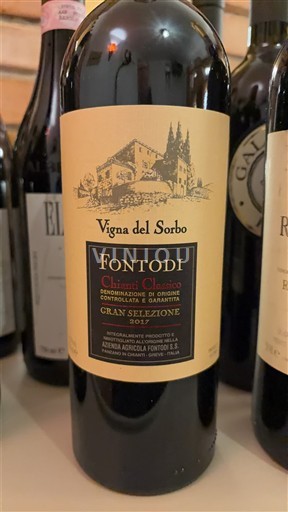 Vigna del Sorbo
VINIOU
FONTODI
Chianti Classico
DENOMINAZIONE DI ORIGINE
CONTROLLATA E GARANTITA
GRAN SELEZIONE
2017
INTEGRALMENTE PRODOTTO E
IMBOTTIGLIATO ALL'ORIGINE NELLA
AZIENDA AGRICOLA FONTODI S.S.
PANZANO IN CHIANTI - GREVE - ITALIA